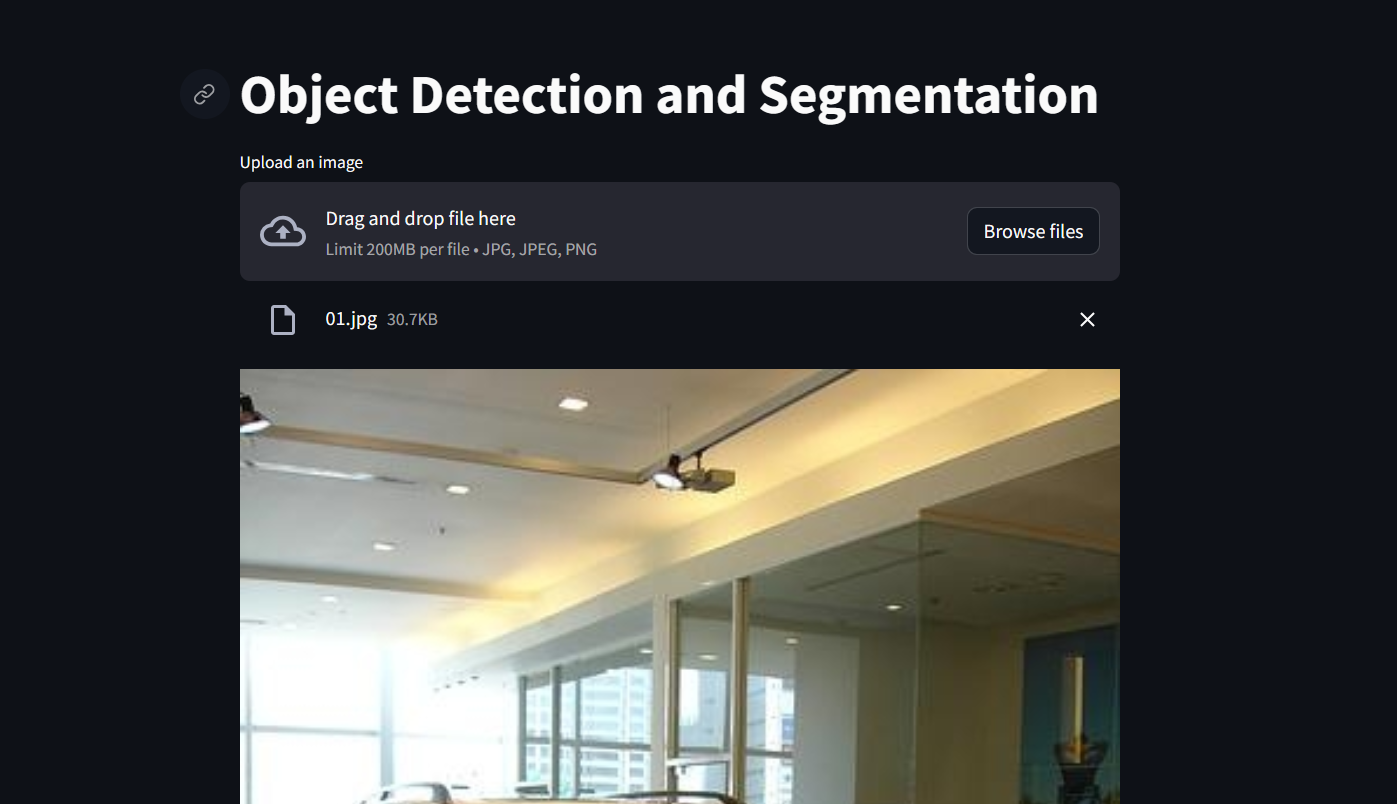 Object Detection and Segmentation
Upload an image
Drag and drop file here
Limit 200MB per file • JPG, JPEG, PNG
Browse files
01.jpg 30.7KB